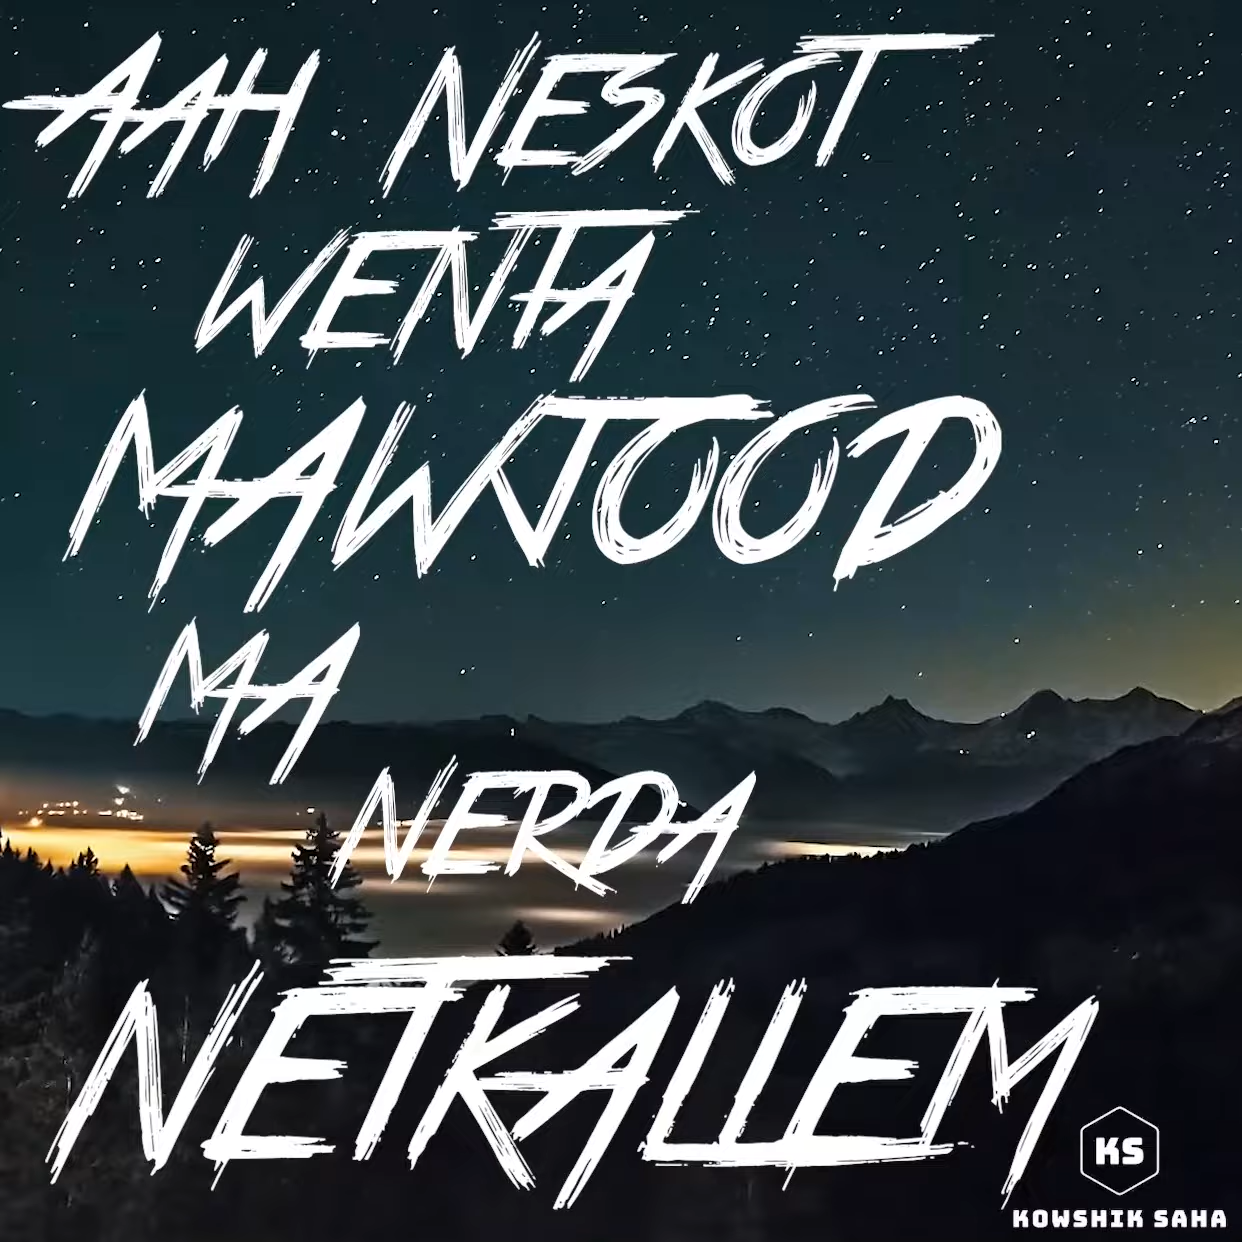 AAH NESKOT
WENTA
MAWJOOD
MA
NERDA
NETKALLEM
KS
KOWSHIK SAHA